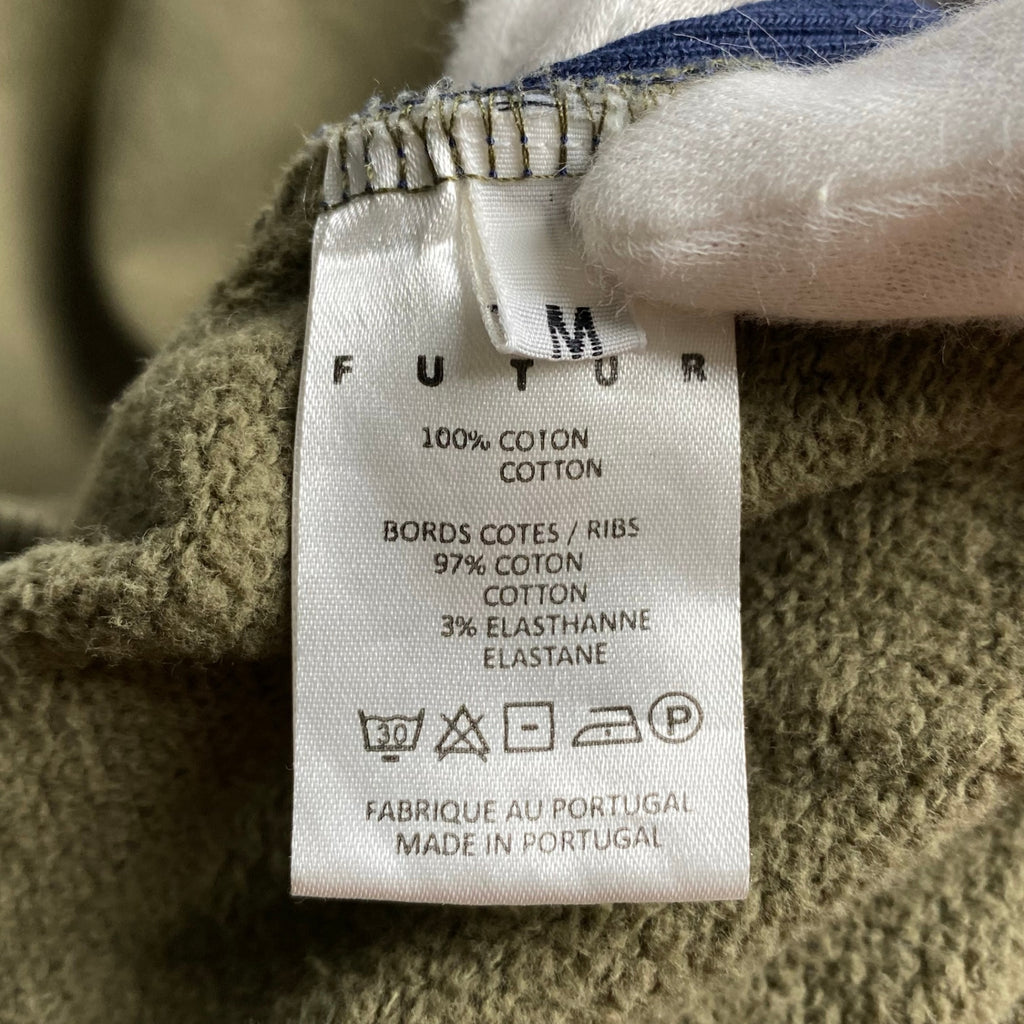 M
F U T U R
100% COTON
COTTON
BORDS COTES / RIBS
97% COTON
COTTON
3% ELASTHANNE
ELASTANE
30 P
FABRIQUE AU PORTUGAL
MADE IN PORTUGAL